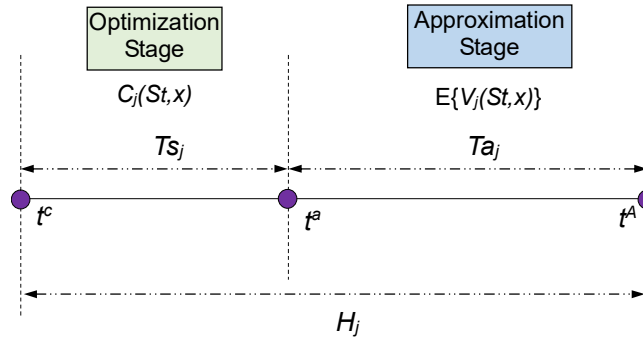 Optimization
Stage
Approximation
Stage
Cj(St,x)
E{Vj(St,x)}
Tsj
Taj
tc
ta
tA
Hj